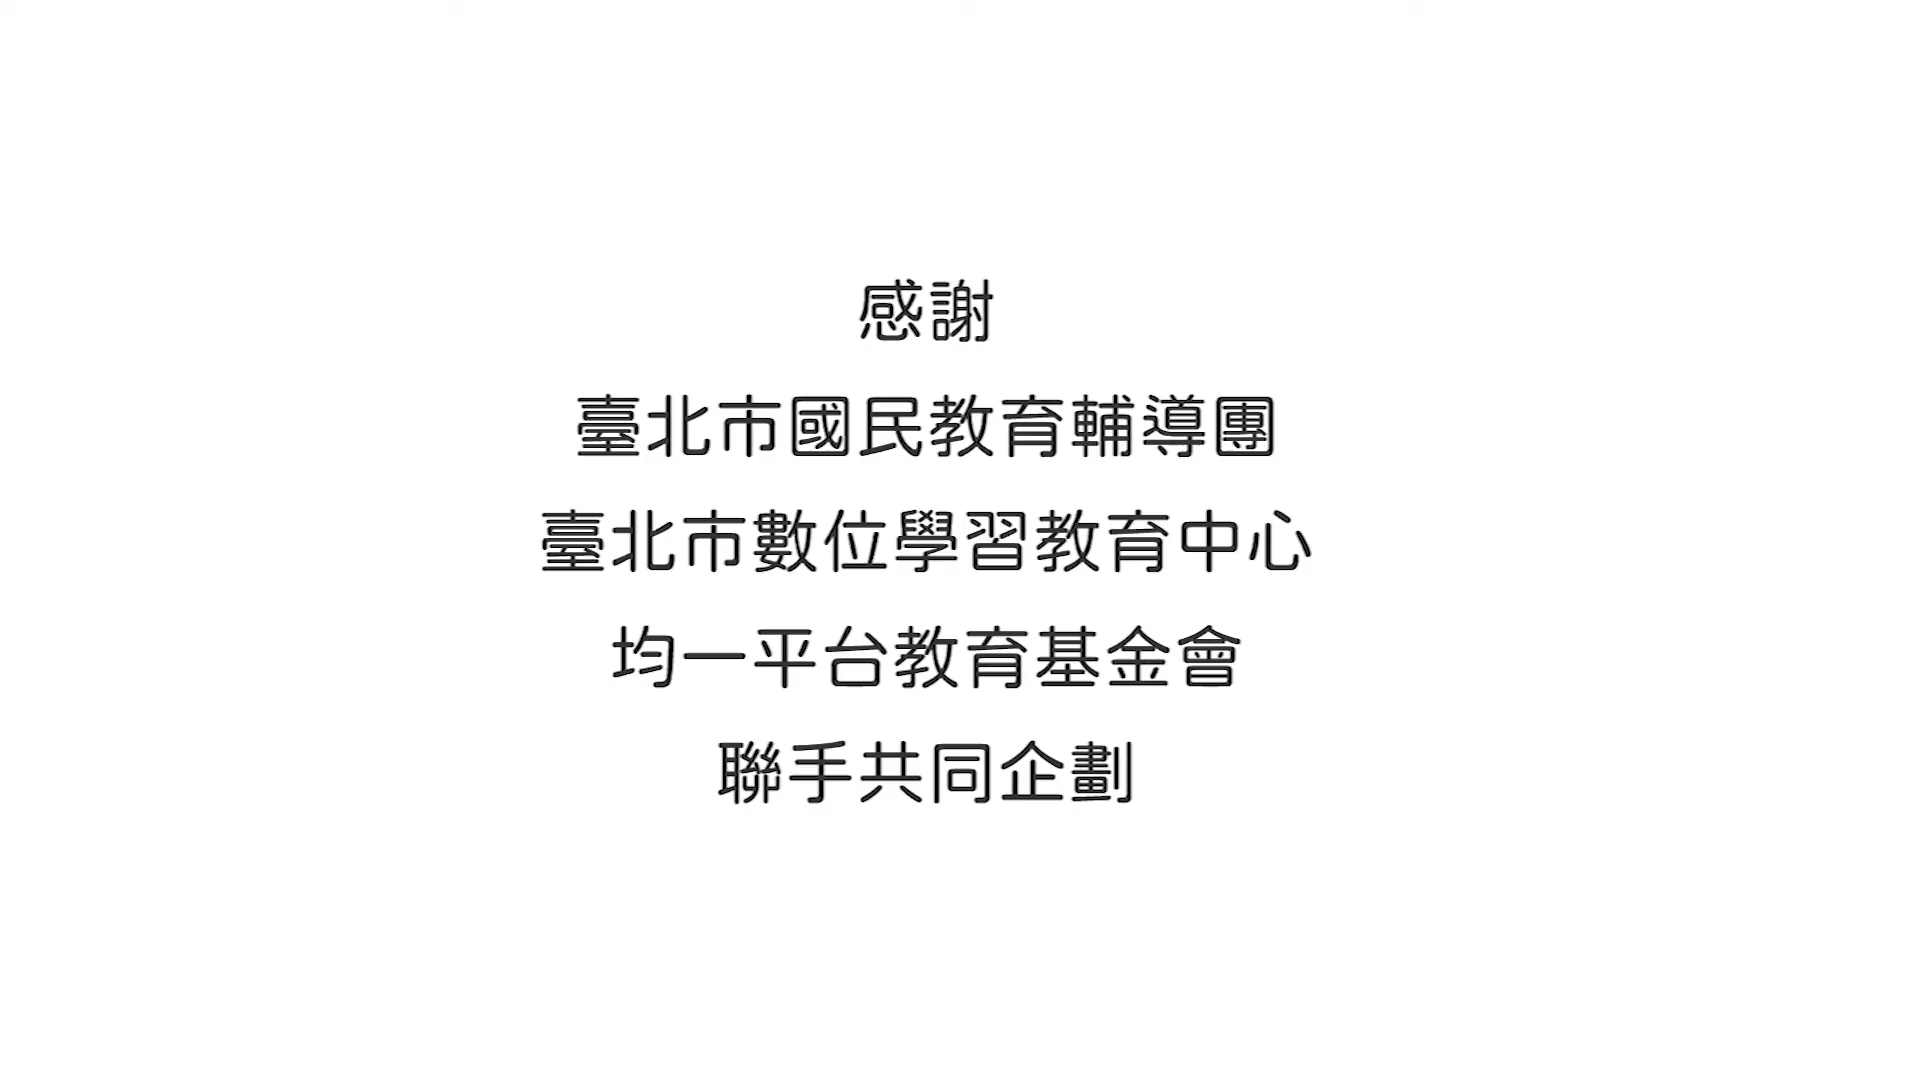 感謝
臺北市國民教育輔導團
臺北市數位學習教育中心
均一平台教育基金會
聯手共同企劃